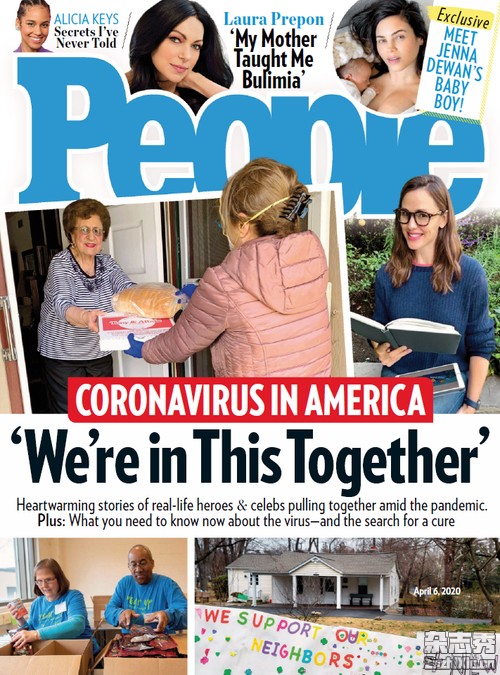 ALICIA KEYS
Secrets I've
Never Told
Laura Prepon
'My Mother
Taught Me
Bulimia'
Exclusive
MEET
JENNA
DEWAN'S
BABY
BOY!
People
CORONAVIRUS IN AMERICA
'We're in This Together'
Heartwarming stories of real-life heroes & celebs pulling together amid the pandemic.
Plus: What you need to know now about the virus—and the search for a cure
April 6, 2020
WE SUPPORT OUR
NEIGHBORS
杂志秀